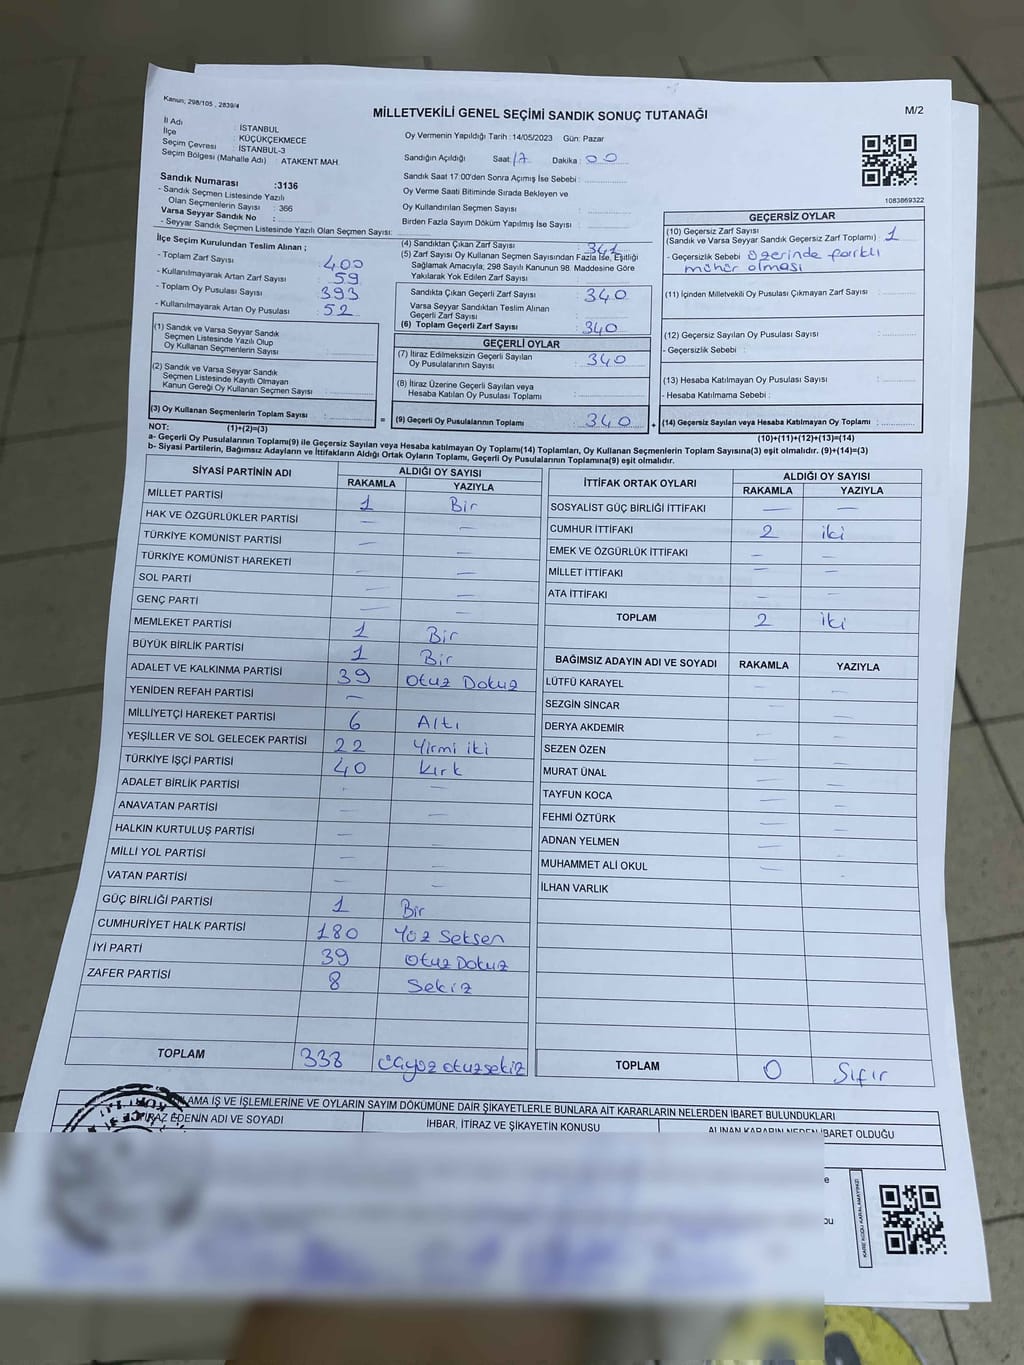 Kanun; 298/105 , 2839/4
MİLLETVEKİLİ GENEL SEÇİMİ SANDIK SONUÇ TUTANAĞI
M/2
İl Adı : İSTANBUL
İlçe : KÜÇÜKÇEKMECE
Seçim Çevresi : İSTANBUL-3
Seçim Bölgesi (Mahalle Adı) : ATAKENT MAH.
Sandık Numarası :3136
- Sandık Seçmen Listesinde Yazılı
Olan Seçmenlerin Sayısı : 366
Varsa Seyyar Sandık No :
- Seyyar Sandık Seçmen Listesinde Yazılı Olan Seçmen Sayısı:
Oy Vermenin Yapıldığı Tarih :14/05/2023 Gün: Pazar
Sandığın Açıldığı Saat: 17 Dakika : 00
Sandık Saat 17:00'den Sonra Açımış İse Sebebi :
Oy Verme Saati Bitiminde Sırada Bekleyen ve
Oy Kullandırılan Seçmen Sayısı :
Birden Fazla Sayım Döküm Yapılmış İse Sayısı :
1083869322
İlçe Seçim Kurulundan Teslim Alınan ;
- Toplam Zarf Sayısı : 400
- Kullanılmayarak Artan Zarf Sayısı : 59
- Toplam Oy Pusulası Sayısı : 393
- Kullanılmayarak Artan Oy Pusulası : 52
(1) Sandık ve Varsa Seyyar Sandık
Seçmen Listesinde Yazılı Olup
Oy Kullanan Seçmenlerin Sayısı :
(2) Sandık ve Varsa Seyyar Sandık
Seçmen Listesinde Kayıtlı Olmayan
Kanun Gereği Oy Kullanan Seçmen Sayısı :
(3) Oy Kullanan Seçmenlerin Toplam Sayısı :
(4) Sandıktan Çıkan Zarf Sayısı : 341
(5) Zarf Sayısı Oy Kullanan Seçmen Sayısından Fazla İse, Eşitliği
Sağlamak Amacıyla; 298 Sayılı Kanunun 98. Maddesine Göre
Yakılarak Yok Edilen Zarf Sayısı :
Sandıkta Çıkan Geçerli Zarf Sayısı : 340
Varsa Seyyar Sandıktan Teslim Alınan
Geçerli Zarf Sayısı :
(6) Toplam Geçerli Zarf Sayısı : 340
GEÇERLİ OYLAR
(7) İtiraz Edilmeksizin Geçerli Sayılan
Oy Pusulalarının Sayısı : 340
(8) İtiraz Üzerine Geçerli Sayılan veya
Hesaba Katılan Oy Pusulası Toplamı :
= (9) Geçerli Oy Pusulalarının Toplamı : 340 +
GEÇERSİZ OYLAR
(10) Geçersiz Zarf Sayısı
(Sandık ve Varsa Seyyar Sandık Geçersiz Zarf Toplamı) : 1
- Geçersizlik Sebebi : Üzerinde farklı
mühür olması
(11) İçinden Milletvekili Oy Pusulası Çıkmayan Zarf Sayısı :
(12) Geçersiz Sayılan Oy Pusulası Sayısı :
- Geçersizlik Sebebi :
(13) Hesaba Katılmayan Oy Pusulası Sayısı :
- Hesaba Katılmama Sebebi :
(14) Geçersiz Sayılan veya Hesaba Katılmayan Oy Toplamı :
NOT: (1)+(2)=(3)
(10)+(11)+(12)+(13)=(14)
a- Geçerli Oy Pusulalarının Toplamı(9) ile Geçersiz Sayılan veya Hesaba katılmayan Oy Toplamı(14) Toplamları, Oy Kullanan Seçmenlerin Toplam Sayısına(3) eşit olmalıdır. (9)+(14)=(3)
b- Siyasi Partilerin, Bağımsız Adayların ve İttifakların Aldığı Ortak Oyların Toplamı, Geçerli Oy Pusulalarının Toplamına(9) eşit olmalıdır.
SİYASİ PARTİNİN ADI ALDIĞI OY SAYISI
RAKAMLA YAZIYLA
MİLLET PARTİSİ 1 Bir
HAK VE ÖZGÜRLÜKLER PARTİSİ — —
TÜRKİYE KOMÜNİST PARTİSİ — —
TÜRKİYE KOMÜNİST HAREKETİ — —
SOL PARTİ — —
GENÇ PARTİ — —
MEMLEKET PARTİSİ 1 Bir
BÜYÜK BİRLİK PARTİSİ 1 Bir
ADALET VE KALKINMA PARTİSİ 39 Otuz Dokuz
YENİDEN REFAH PARTİSİ —
MİLLİYETÇİ HAREKET PARTİSİ 6 Altı
YEŞİLLER VE SOL GELECEK PARTİSİ 22 Yirmi iki
TÜRKİYE İŞÇİ PARTİSİ 40 Kırk
ADALET BİRLİK PARTİSİ - —
ANAVATAN PARTİSİ — —
HALKIN KURTULUŞ PARTİSİ — —
MİLLİ YOL PARTİSİ — —
VATAN PARTİSİ — —
GÜÇ BİRLİĞİ PARTİSİ 1 Bir
CUMHURİYET HALK PARTİSİ 180 Yüz Seksen
İYİ PARTİ 39 Otuz Dokuz
ZAFER PARTİSİ 8 Sekiz
TOPLAM 338 üçyüz otuzsekiz
İTTİFAK ORTAK OYLARI ALDIĞI OY SAYISI
RAKAMLA YAZIYLA
SOSYALİST GÜÇ BİRLİĞİ İTTİFAKI — —
CUMHUR İTTİFAKI 2 iki
EMEK VE ÖZGÜRLÜK İTTİFAKI — —
MİLLET İTTİFAKI — —
ATA İTTİFAKI — —
TOPLAM 2 İki
BAĞIMSIZ ADAYIN ADI VE SOYADI RAKAMLA YAZIYLA
LÜTFÜ KARAYEL — —
SEZGİN SİNCAR — —
DERYA AKDEMİR — —
SEZEN ÖZEN — —
MURAT ÜNAL — —
TAYFUN KOCA — —
FEHMİ ÖZTÜRK — —
ADNAN YELMEN — —
MUHAMMET ALİ OKUL — —
İLHAN VARLIK
TOPLAM 0 Sıfır
LAMA İŞ VE İŞLEMLERİNE VE OYLARIN SAYIM DÖKÜMÜNE DAİR ŞİKAYETLERLE BUNLARA AİT KARARLARIN NELERDEN İBARET BULUNDUKLARI
İTİRAZ EDENİN ADI VE SOYADI İHBAR, İTİRAZ VE ŞİKAYETİN KONUSU ALINAN KARARIN NEDEN İBARET OLDUĞU
KARE KODU KARALAMAYINIZ!